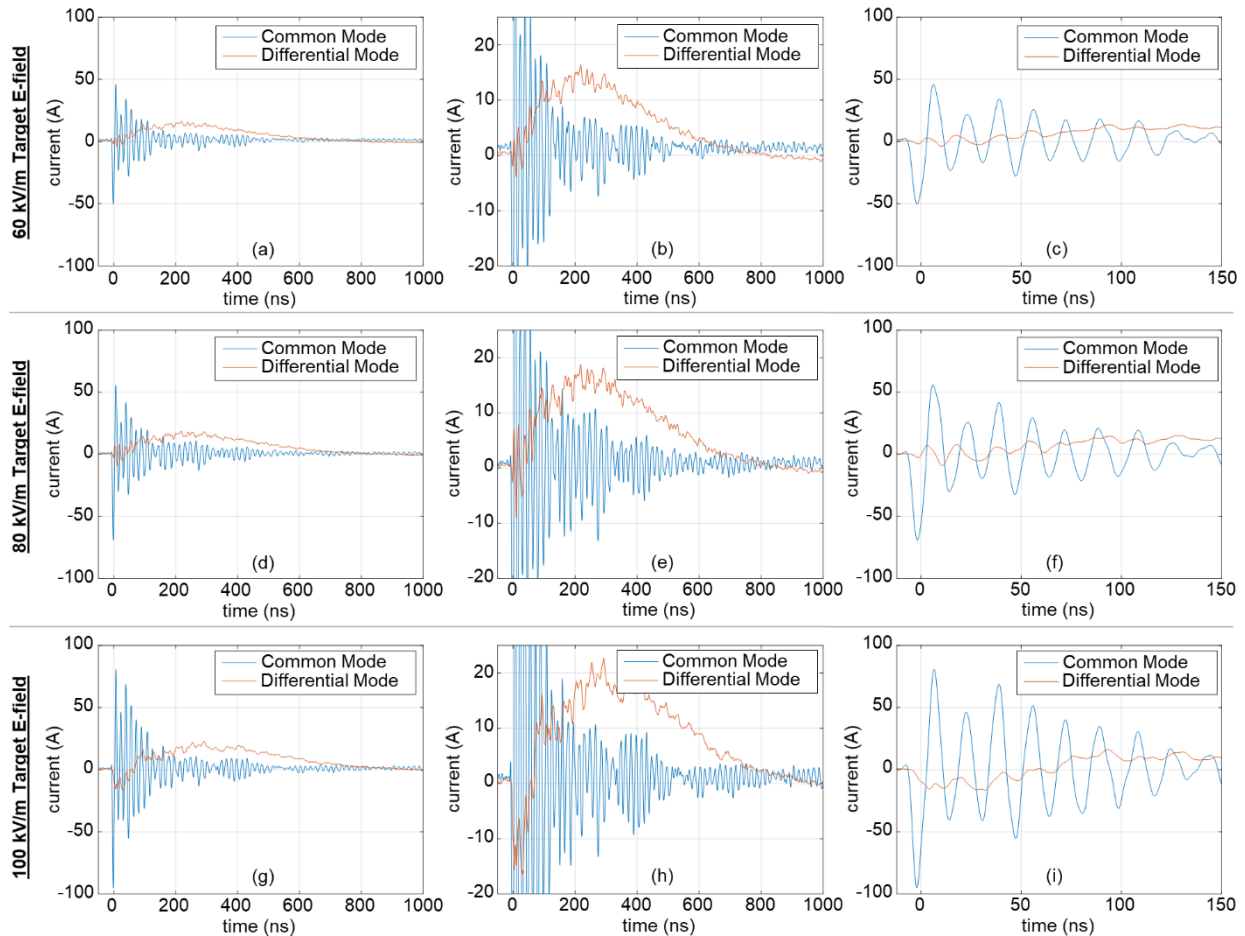 60 kV/m Target E-field
100
50
0
-50
-100
current (A)
Common Mode
Differential Mode
(a)
0 200 400 600 800 1000
time (ns)
20
10
0
-10
-20
current (A)
Common Mode
Differential Mode
(b)
0 200 400 600 800 1000
time (ns)
100
50
0
-50
-100
current (A)
Common Mode
Differential Mode
(c)
0 50 100 150
time (ns)
80 kV/m Target E-field
100
50
0
-50
-100
current (A)
Common Mode
Differential Mode
(d)
0 200 400 600 800 1000
time (ns)
20
10
0
-10
-20
current (A)
Common Mode
Differential Mode
(e)
0 200 400 600 800 1000
time (ns)
100
50
0
-50
-100
current (A)
Common Mode
Differential Mode
(f)
0 50 100 150
time (ns)
100 kV/m Target E-field
100
50
0
-50
-100
current (A)
Common Mode
Differential Mode
(g)
0 200 400 600 800 1000
time (ns)
20
10
0
-10
-20
current (A)
Common Mode
Differential Mode
(h)
0 200 400 600 800 1000
time (ns)
100
50
0
-50
-100
current (A)
Common Mode
Differential Mode
(i)
0 50 100 150
time (ns)